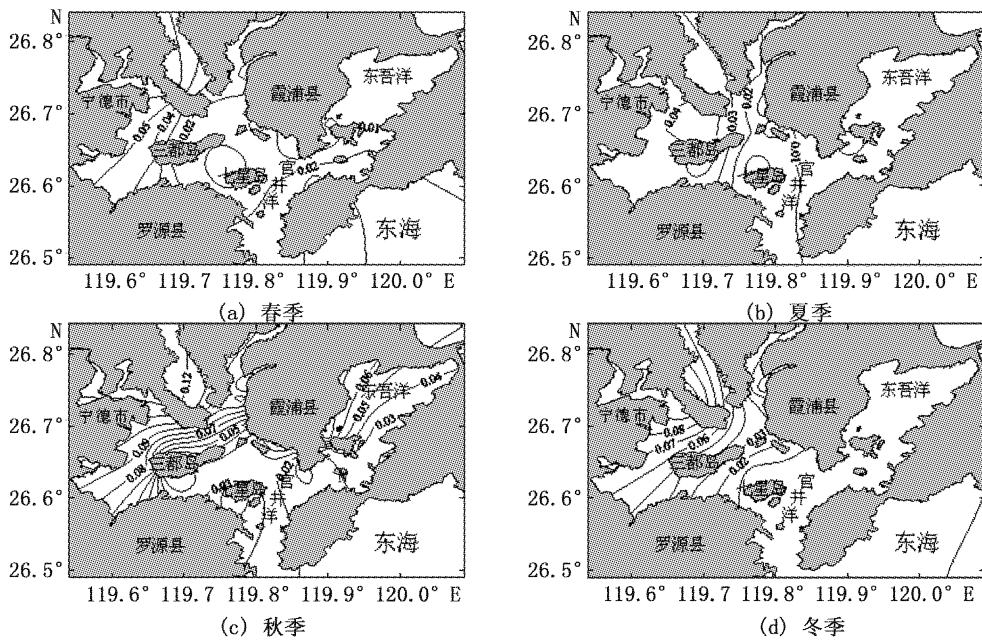 N
26.8°
26.7°
26.6°
26.5°
宁德市
霞浦县
东吾洋
三都岛
七星岛
官井洋
罗源县
东海
0.05
0.04
0.02
0.02
0.01
119.6° 119.7° 119.8° 119.9° 120.0° E
(a) 春季
N
26.8°
26.7°
26.6°
26.5°
宁德市
霞浦县
东吾洋
三都岛
七星岛
官井洋
罗源县
东海
0.04
0.03
0.02
0.01
119.6° 119.7° 119.8° 119.9° 120.0° E
(b) 夏季
N
26.8°
26.7°
26.6°
26.5°
宁德市
霞浦县
东吾洋
三都岛
官井洋
罗源县
东海
0.12
0.09
0.08
0.07
0.05
0.03
0.02
0.06
0.05
0.04
0.03
119.6° 119.7° 119.8° 119.9° 120.0° E
(c) 秋季
N
26.8°
26.7°
26.6°
26.5°
宁德市
霞浦县
东吾洋
三都岛
七星岛
官井洋
罗源县
东海
0.08
0.07
0.06
0.03
0.02
119.6° 119.7° 119.8° 119.9° 120.0° E
(d) 冬季